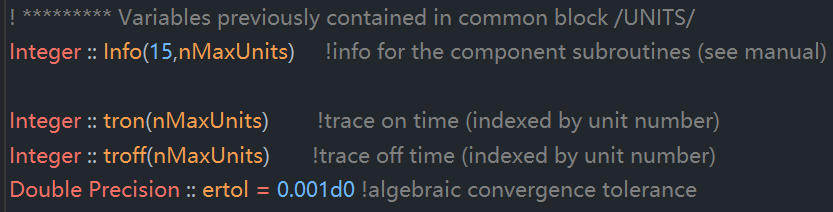 ! ********* Variables previously contained in common block /UNITS/
Integer :: Info(15,nMaxUnits) !info for the component subroutines (see manual)
Integer :: tron(nMaxUnits) !trace on time (indexed by unit number)
Integer :: troff(nMaxUnits) !trace off time (indexed by unit number)
Double Precision :: ertol = 0.001d0 !algebraic convergence tolerance